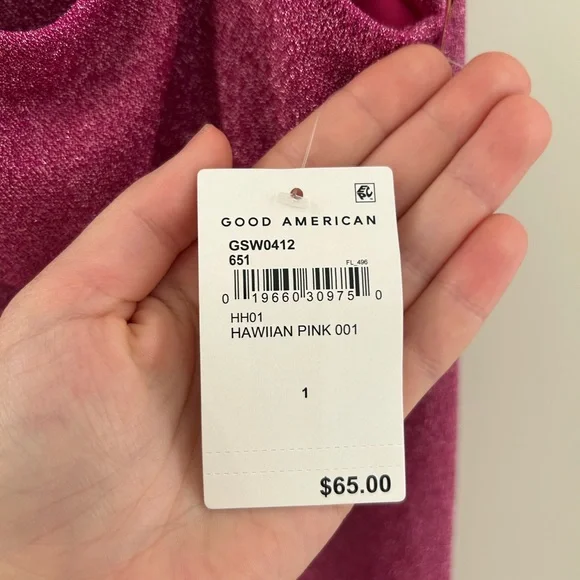 GOOD AMERICAN
GSW0412
651
FL_496
0 19660 30975 0
HH01
HAWIIAN PINK 001
1
$65.00